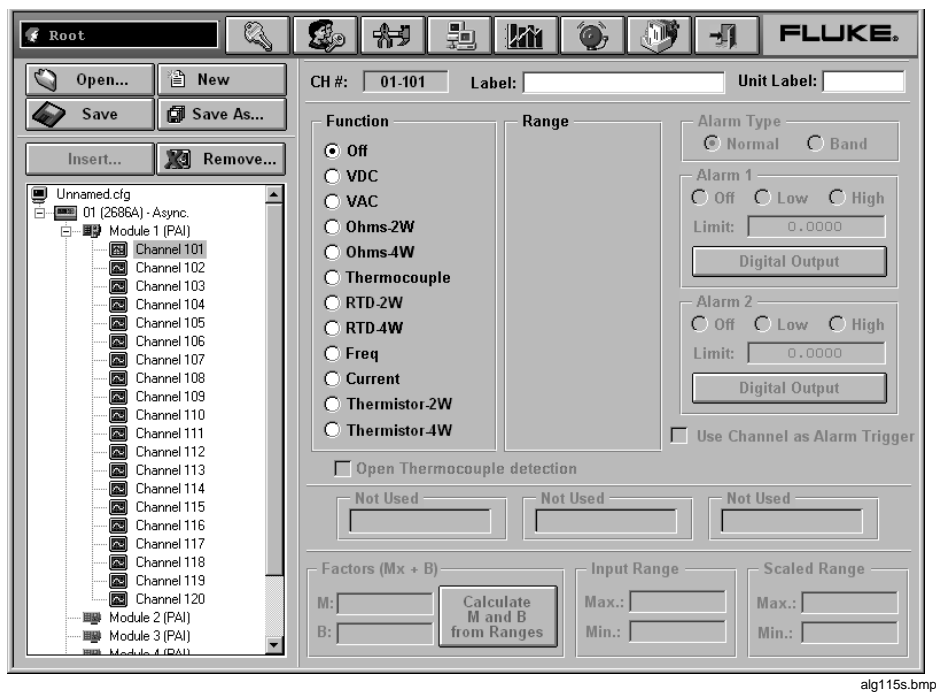 Root
FLUKE®
Open...
New
Save
Save As...
Insert...
Remove...
Unnamed.cfg
01 (2686A) - Async.
Module 1 (PAI)
Channel 101
Channel 102
Channel 103
Channel 104
Channel 105
Channel 106
Channel 107
Channel 108
Channel 109
Channel 110
Channel 111
Channel 112
Channel 113
Channel 114
Channel 115
Channel 116
Channel 117
Channel 118
Channel 119
Channel 120
Module 2 (PAI)
Module 3 (PAI)
Module 4 (PAI)
CH #: 01-101 Label: Unit Label:
Function
Off
VDC
VAC
Ohms-2W
Ohms-4W
Thermocouple
RTD-2W
RTD-4W
Freq
Current
Thermistor-2W
Thermistor-4W
Range
Alarm Type
Normal Band
Alarm 1
Off Low High
Limit: 0.0000
Digital Output
Alarm 2
Off Low High
Limit: 0.0000
Digital Output
Use Channel as Alarm Trigger
Open Thermocouple detection
Not Used
Not Used
Not Used
Factors (Mx + B)
M:
B:
Calculate
M and B
from Ranges
Input Range
Max.:
Min.:
Scaled Range
Max.:
Min.:
alg115s.bmp